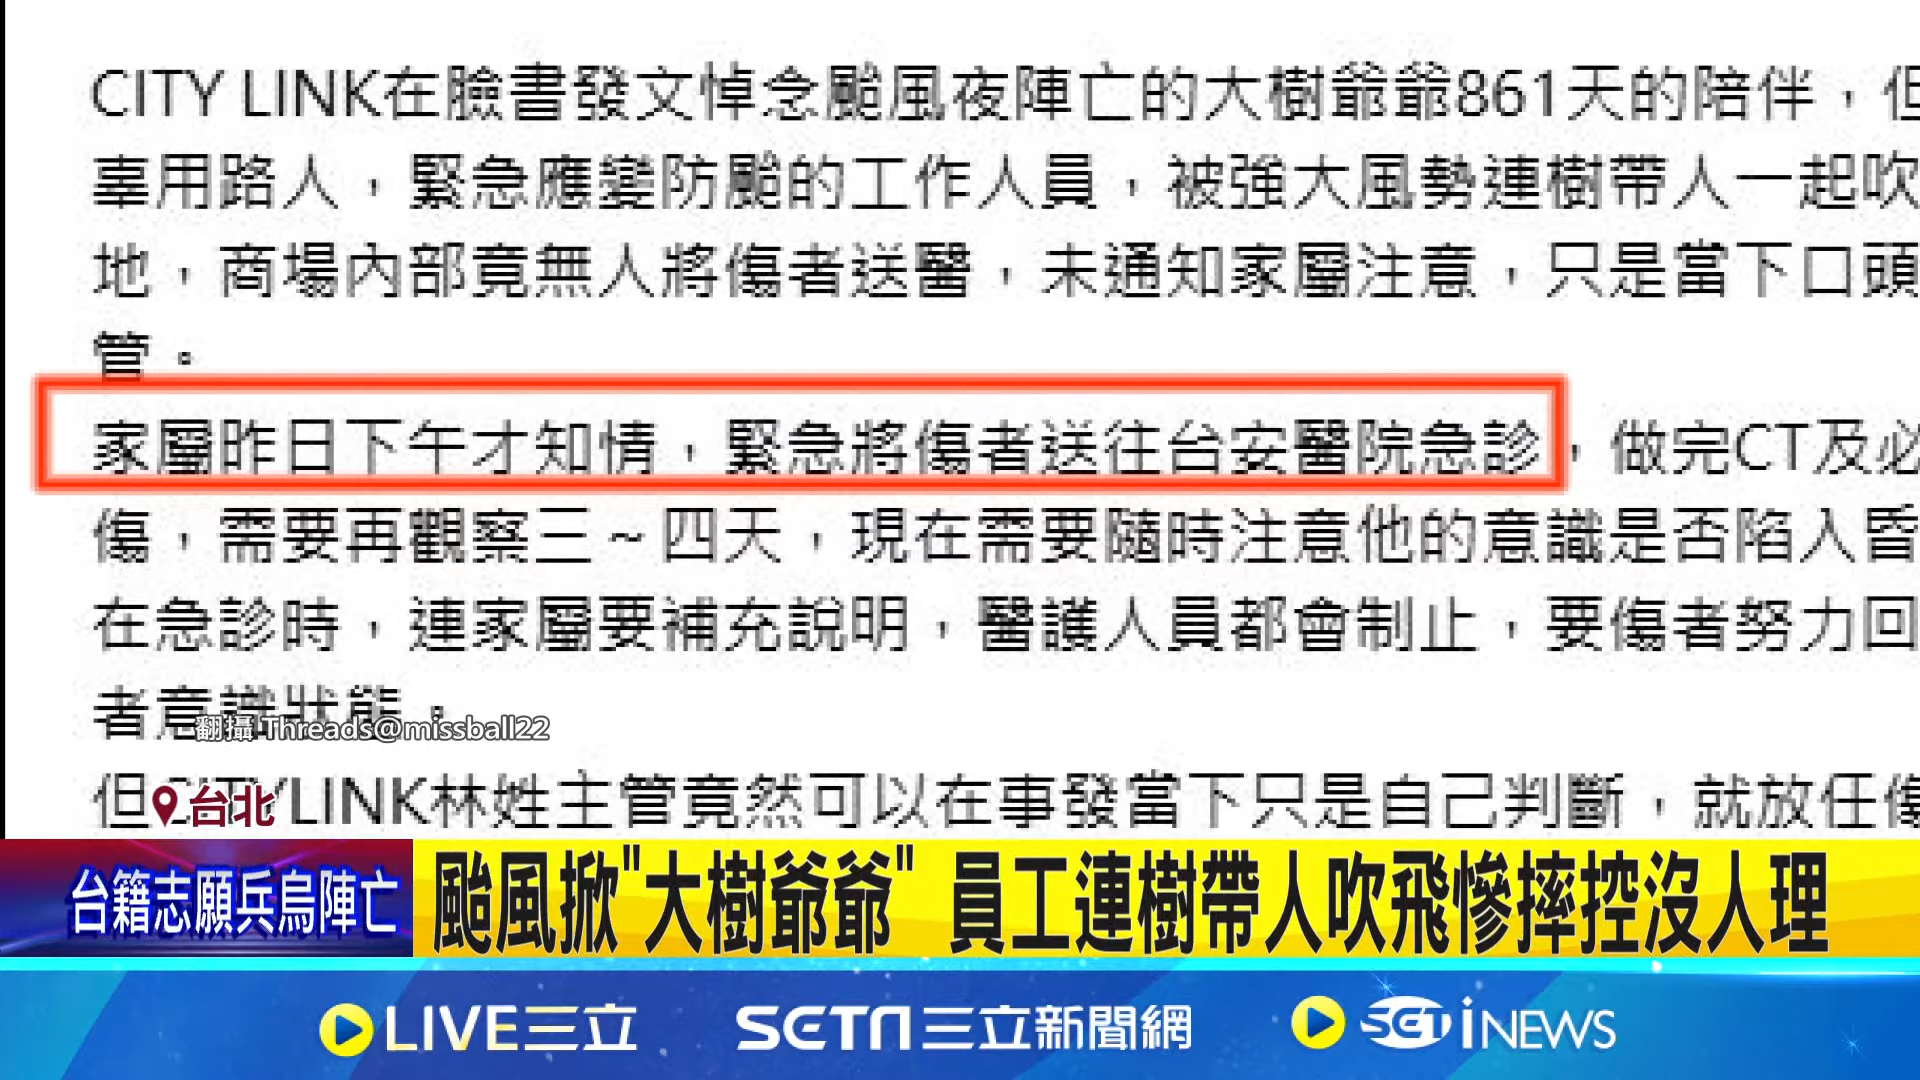 CITY LINK在臉書發文悼念颱風夜陣亡的大樹爺爺861天的陪伴，但
辜用路人，緊急應變防颱的工作人員，被強大風勢連樹帶人一起吹
地，商場內部竟無人將傷者送醫，未通知家屬注意，只是當下口頭
管。
家屬昨日下午才知情，緊急將傷者送往台安醫院急診，做完CT及必
傷，需要再觀察三～四天，現在需要隨時注意他的意識是否陷入昏
在急診時，連家屬要補充說明，醫護人員都會制止，要傷者努力回
者意識狀態。
翻攝 Threads@missball22
但CITYLINK林姓主管竟然可以在事發當下只是自己判斷，就放任傷
台北
台籍志願兵烏陣亡
颱風掀"大樹爺爺" 員工連樹帶人吹飛慘摔控沒人理
LIVE三立
SETN三立新聞網
SET iNEWS